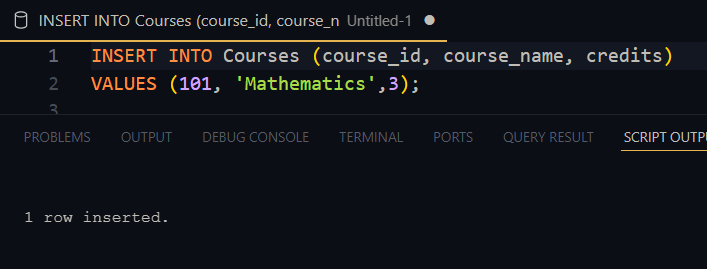 INSERT INTO Courses (course_id, course_n Untitled-1
1 INSERT INTO Courses (course_id, course_name, credits)
2 VALUES (101, 'Mathematics',3);
3
PROBLEMS OUTPUT DEBUG CONSOLE TERMINAL PORTS QUERY RESULT SCRIPT OUTP
1 row inserted.